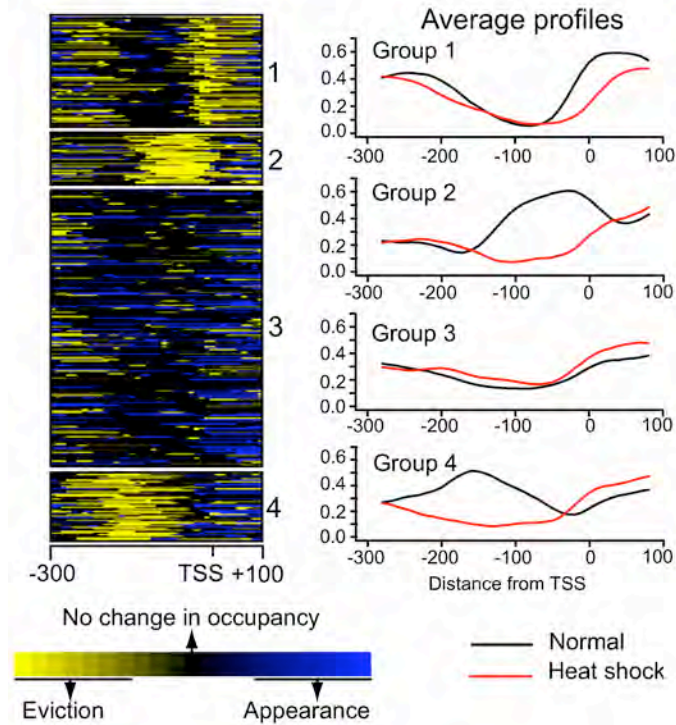 Average profiles
1
2
3
4
-300 TSS +100
No change in occupancy
Eviction Appearance
Group 1
0.6
0.4
0.2
0.0
-300 -200 -100 0 100
Group 2
0.6
0.4
0.2
0.0
-300 -200 -100 0 100
Group 3
0.6
0.4
0.2
0.0
-300 -200 -100 0 100
Group 4
0.6
0.4
0.2
0.0
-300 -200 -100 0 100
Distance from TSS
Normal
Heat shock